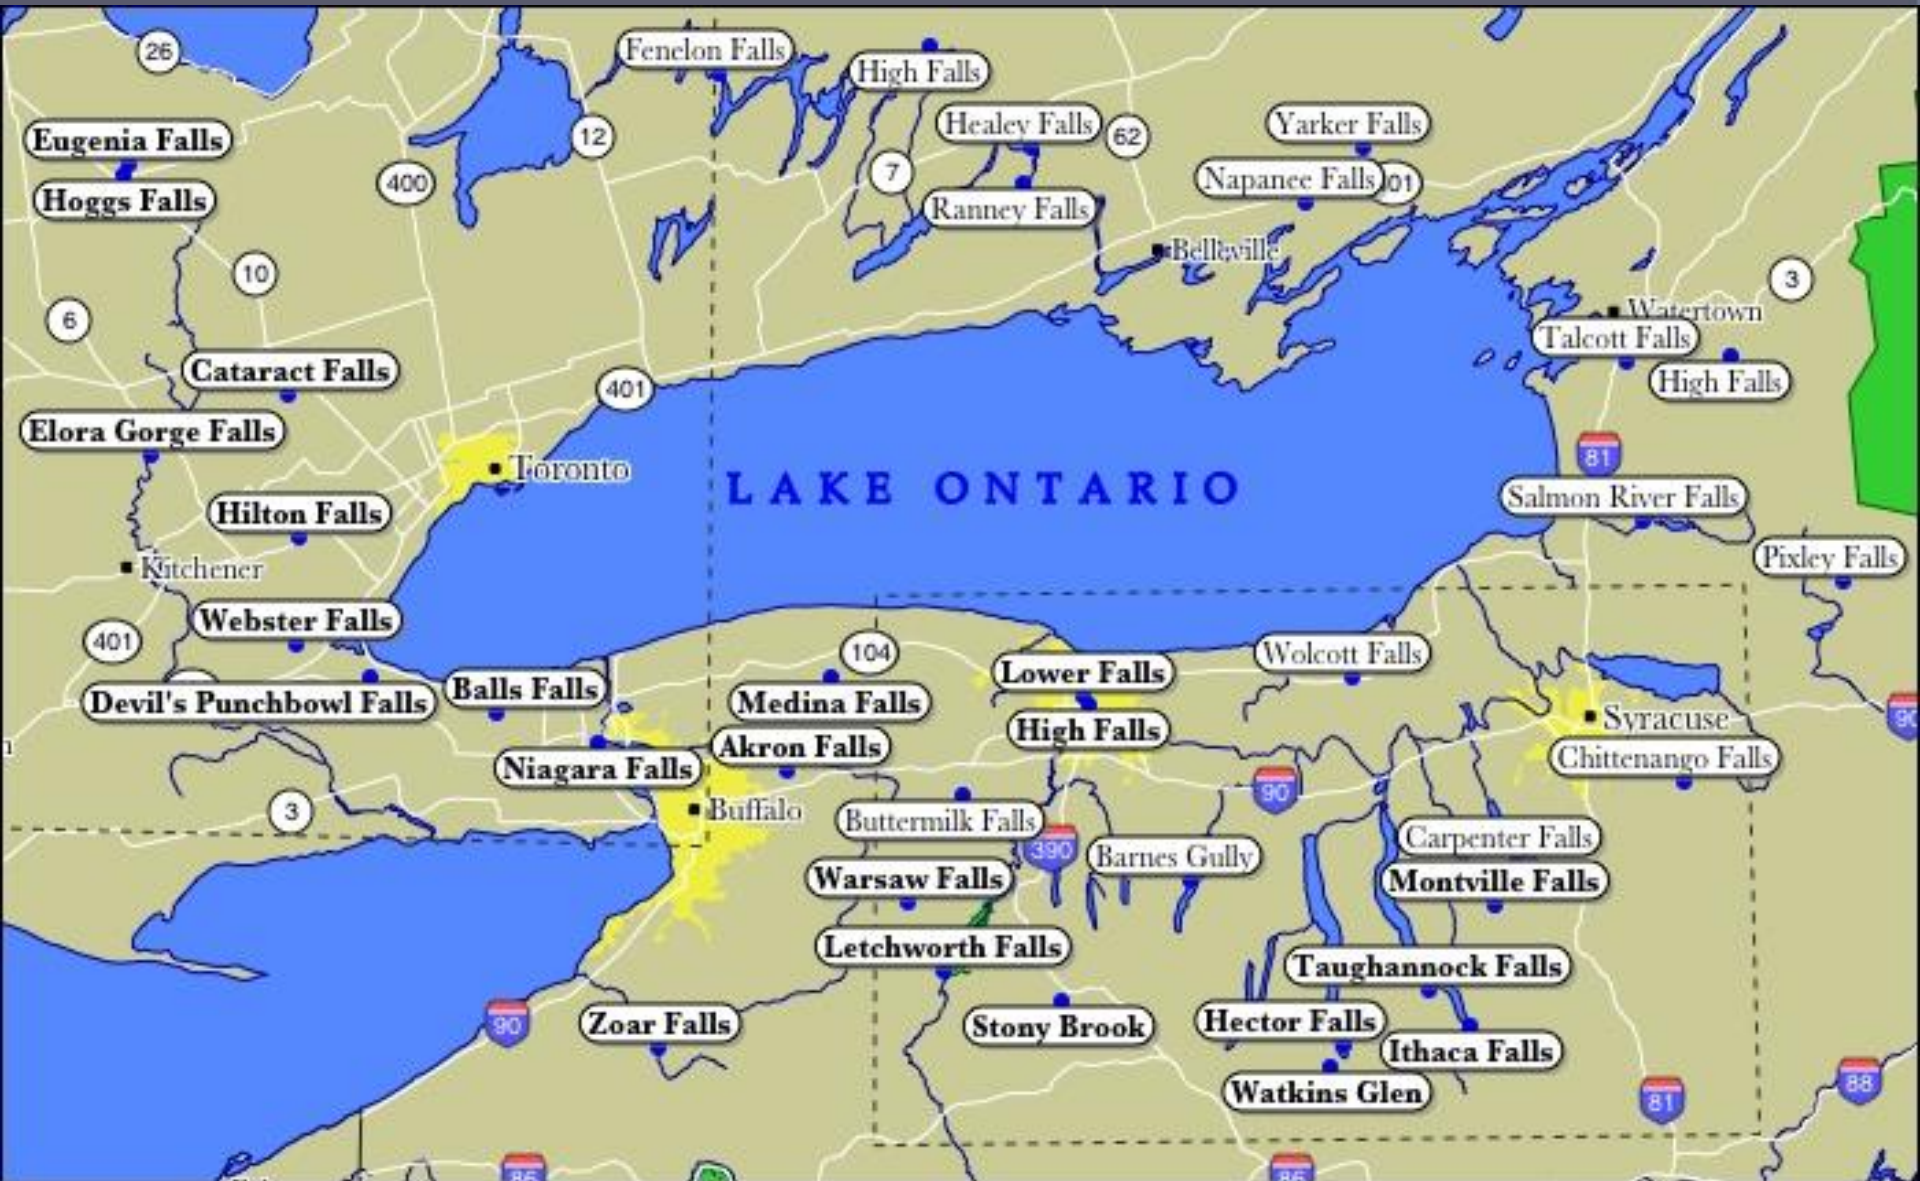 26
Fenelon Falls
High Falls
Eugenia Falls
12
Healey Falls
62
Yarker Falls
400
7
Napanee Falls
01
Hoggs Falls
Ranney Falls
Belleville
10
3
6
Watertown
Talcott Falls
Cataract Falls
401
High Falls
Elora Gorge Falls
Toronto
81
LAKE ONTARIO
Salmon River Falls
Hilton Falls
Kitchener
Pixley Falls
Webster Falls
401
104
Wolcott Falls
Lower Falls
Balls Falls
Devil's Punchbowl Falls
Medina Falls
90
Syracuse
High Falls
Akron Falls
Niagara Falls
Chittenango Falls
90
3
Buffalo
Buttermilk Falls
390
Carpenter Falls
Barnes Gully
Warsaw Falls
Montville Falls
Letchworth Falls
Taughannock Falls
90
Zoar Falls
Stony Brook
Hector Falls
Ithaca Falls
88
Watkins Glen
81
86
86